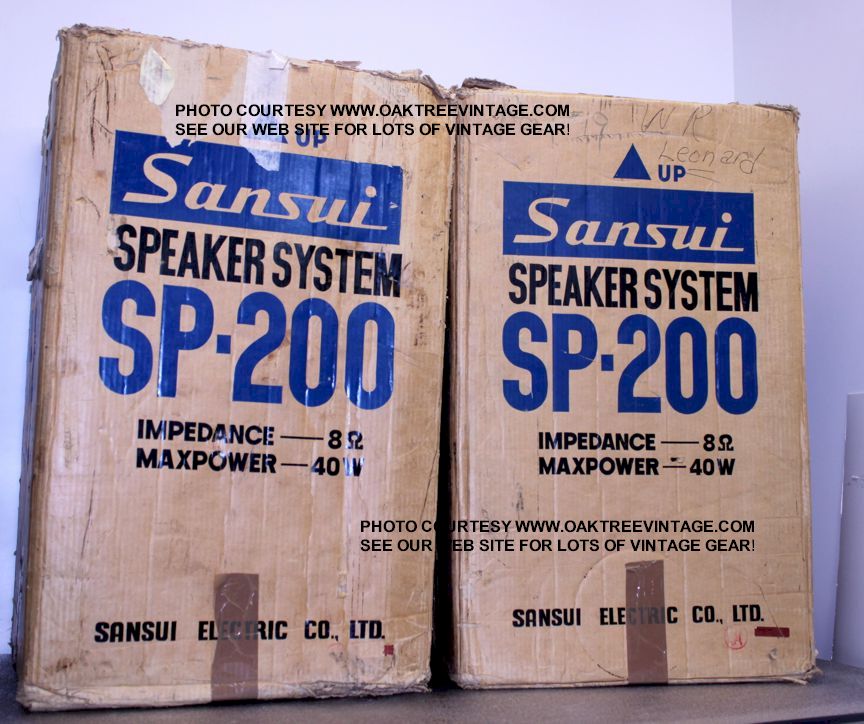 PHOTO COURTESY WWW.OAKTREEVINTAGE.COM
SEE OUR WEB SITE FOR LOTS OF VINTAGE GEAR!
UP
Sansui
SPEAKER SYSTEM
SP-200
IMPEDANCE — 8Ω
MAXPOWER — 40W
SANSUI ELECTRIC CO., LTD.
WR
Leonard
UP
Sansui
SPEAKER SYSTEM
SP-200
IMPEDANCE — 8Ω
MAXPOWER — 40W
PHOTO COURTESY WWW.OAKTREEVINTAGE.COM
SEE OUR WEB SITE FOR LOTS OF VINTAGE GEAR!
SANSUI ELECTRIC CO., LTD.